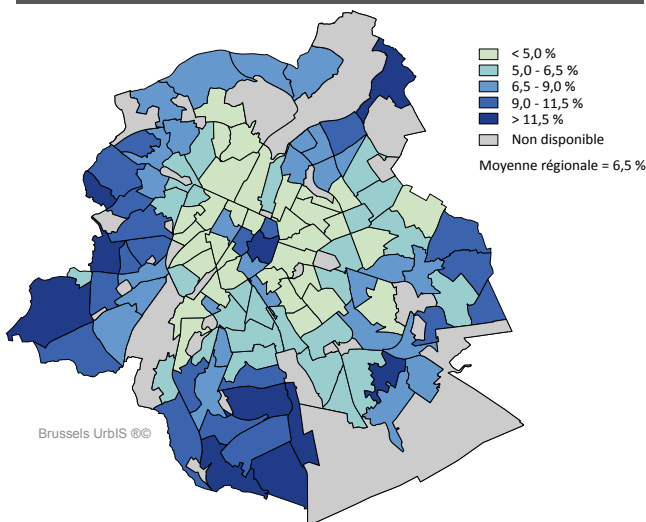 < 5,0 %
5,0 - 6,5 %
6,5 - 9,0 %
9,0 - 11,5 %
> 11,5 %
Non disponible
Moyenne régionale = 6,5 %
Brussels UrbIS ®©